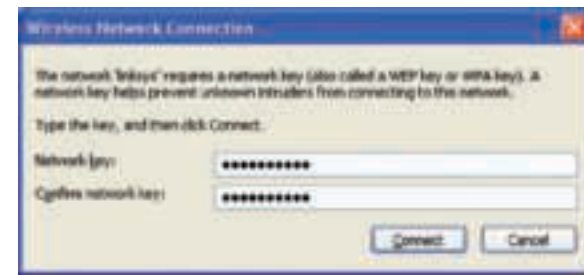 Wireless Network Connection
The network 'linksys' requires a network key (also called a WEP key or WPA key). A
network key helps prevent unknown intruders from connecting to this network.
Type the key, and then click Connect.
Network key: ••••••••••
Confirm network key: ••••••••••
Connect Cancel